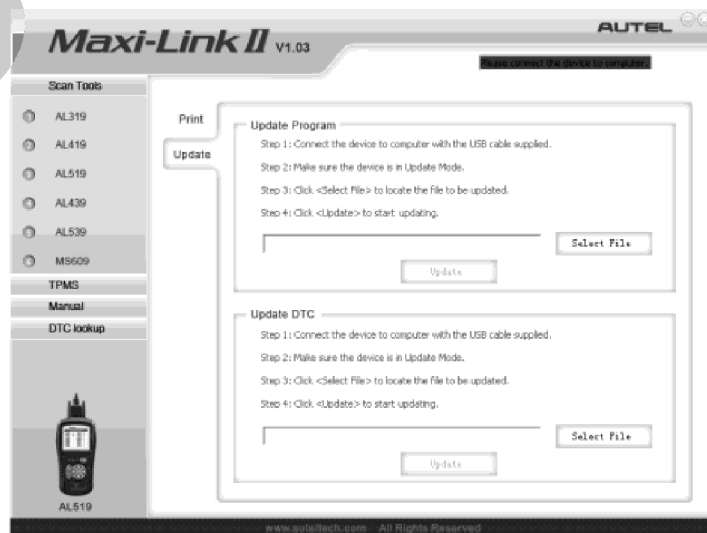 Maxi-Link II V1.03
AUTEL
Please connect the device to computer.
Scan Tools
AL319
AL419
AL519
AL439
AL539
MS609
TPMS
Manual
DTC lookup
AL519
Print
Update
Update Program
Step 1: Connect the device to computer with the USB cable supplied.
Step 2: Make sure the device is in Update Mode.
Step 3: Click <Select File> to locate the file to be updated.
Step 4: Click <Update> to start updating.
Select File
Update
Update DTC
Step 1: Connect the device to computer with the USB cable supplied.
Step 2: Make sure the device is in Update Mode.
Step 3: Click <Select File> to locate the file to be updated.
Step 4: Click <Update> to start updating.
Select File
Update
www.auteltech.com All Rights Reserved